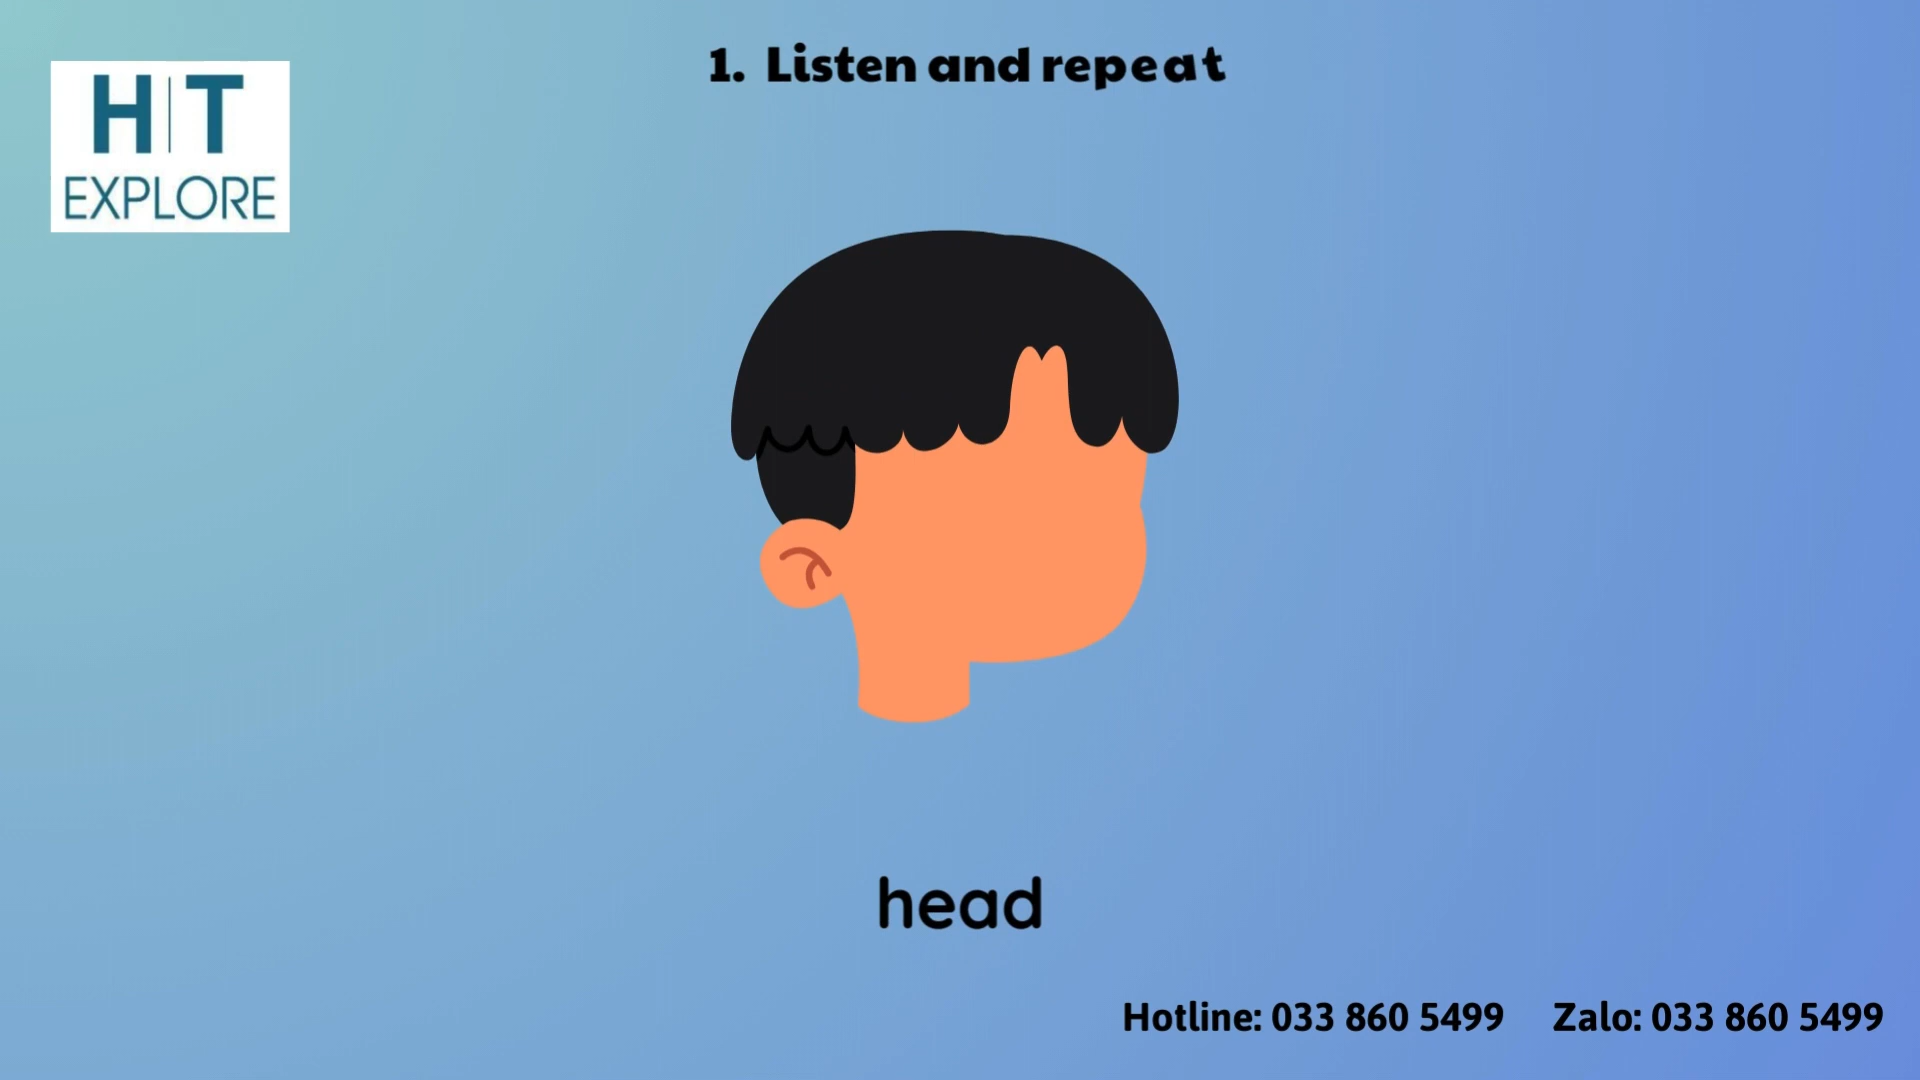 1. Listen and repeat
H|T
EXPLORE
head
Hotline: 033 860 5499 Zalo: 033 860 5499